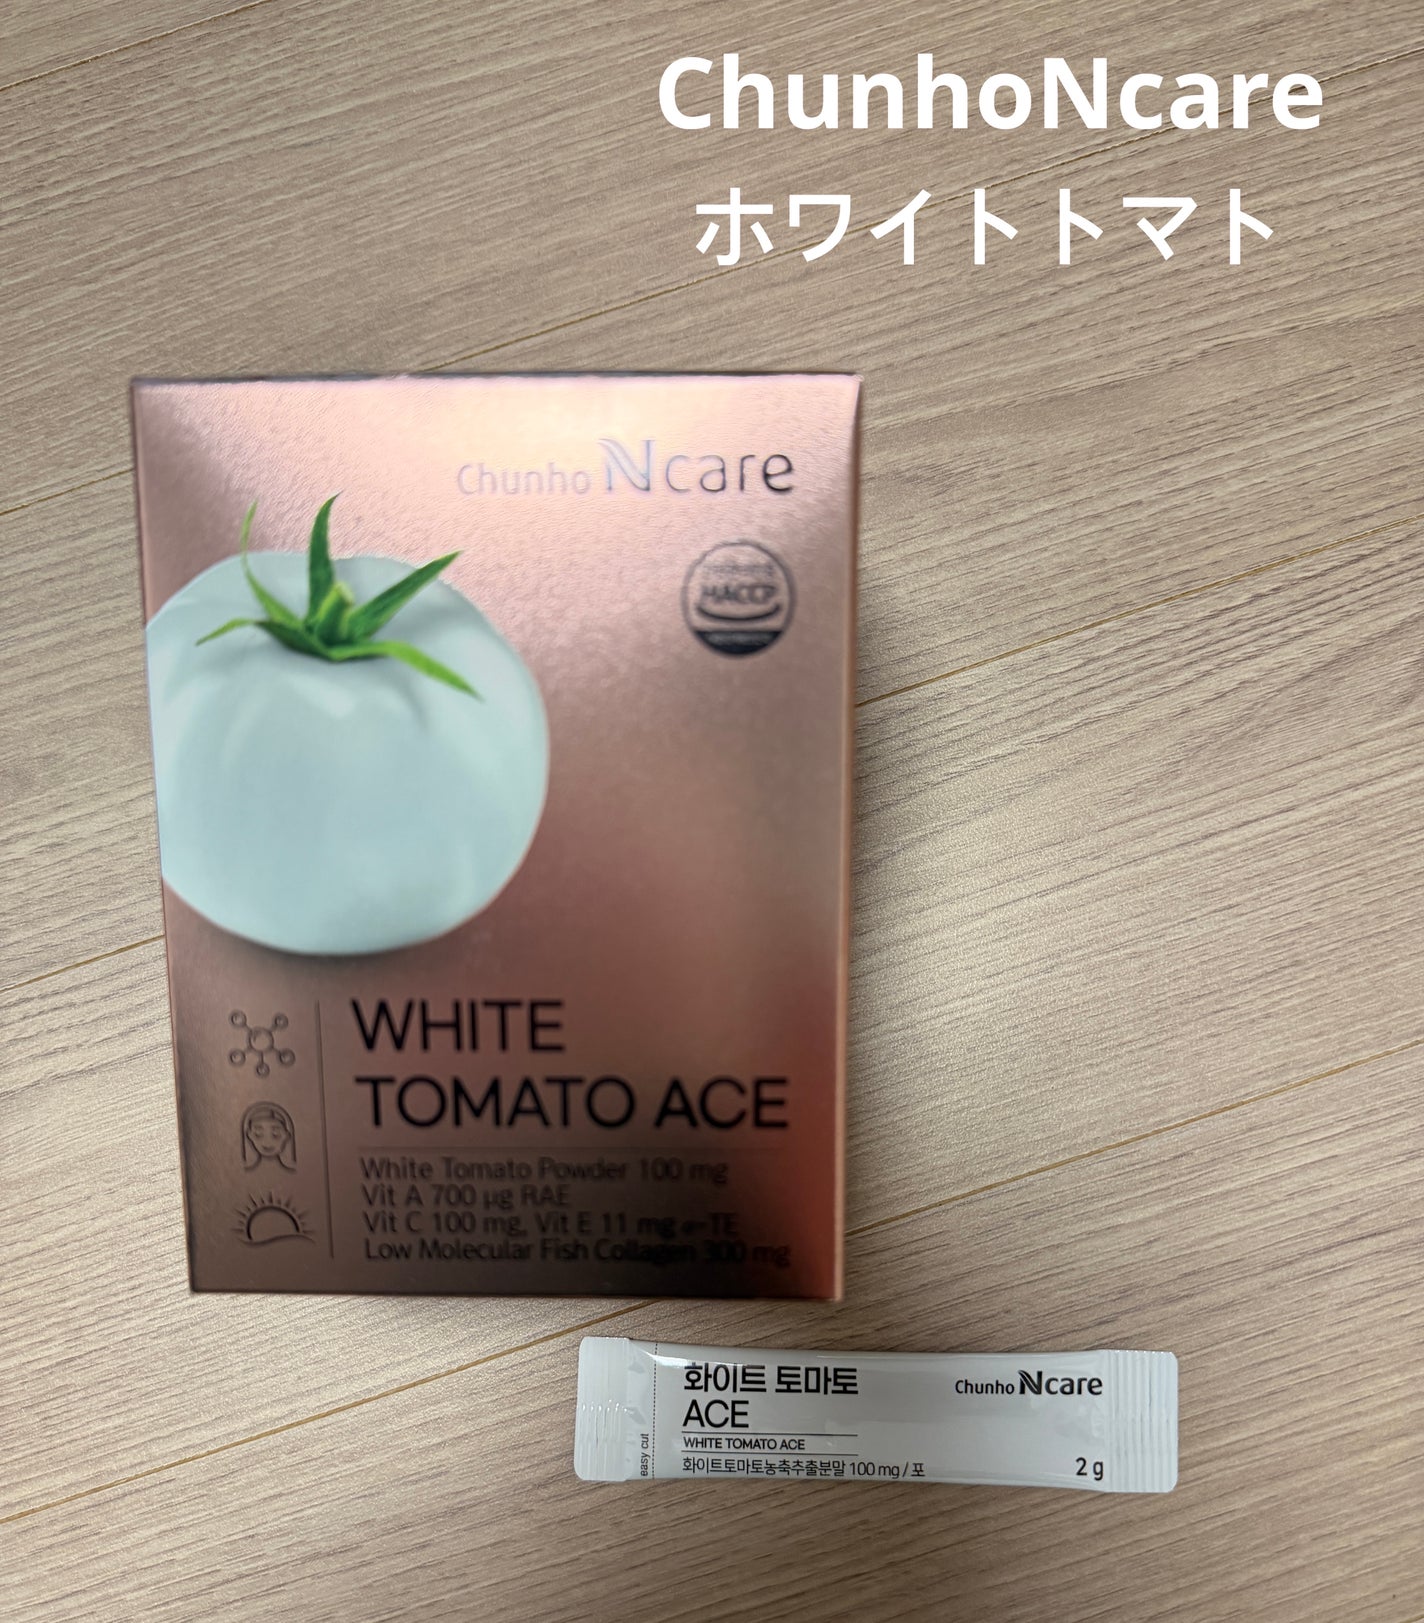 ChunhoNcare
ホワイトトマト
Chunho Ncare
HACCP
WHITE
TOMATO ACE
White Tomato Powder 100 mg
Vit A 700 μg RAE
Vit C 100 mg, Vit E 11 mg α-TE
Low Molecular Fish Collagen 300 mg
easy cut
화이트 토마토
ACE
WHITE TOMATO ACE
화이트토마토농축추출분말 100 mg / 포
Chunho Ncare
2 g